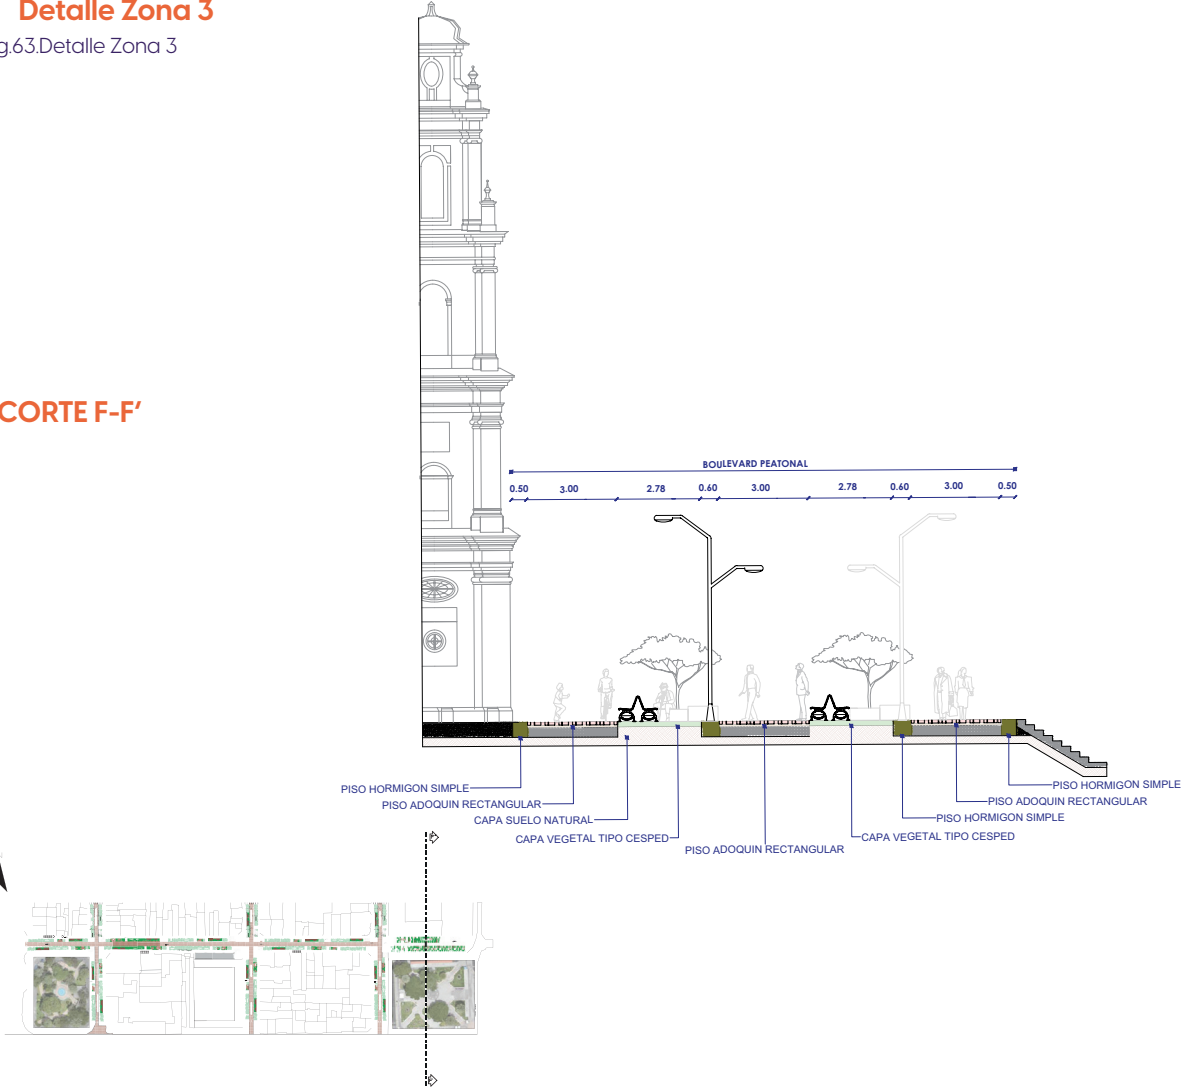 Detalle Zona 3
g.63.Detalle Zona 3
CORTE F-F’
BOULEVARD PEATONAL
0.50 3.00 2.78 0.60 3.00 2.78 0.60 3.00 0.50
PISO HORMIGON SIMPLE
PISO ADOQUIN RECTANGULAR
CAPA SUELO NATURAL
CAPA VEGETAL TIPO CESPED
PISO ADOQUIN RECTANGULAR
CAPA VEGETAL TIPO CESPED
PISO HORMIGON SIMPLE
PISO ADOQUIN RECTANGULAR
PISO HORMIGON SIMPLE